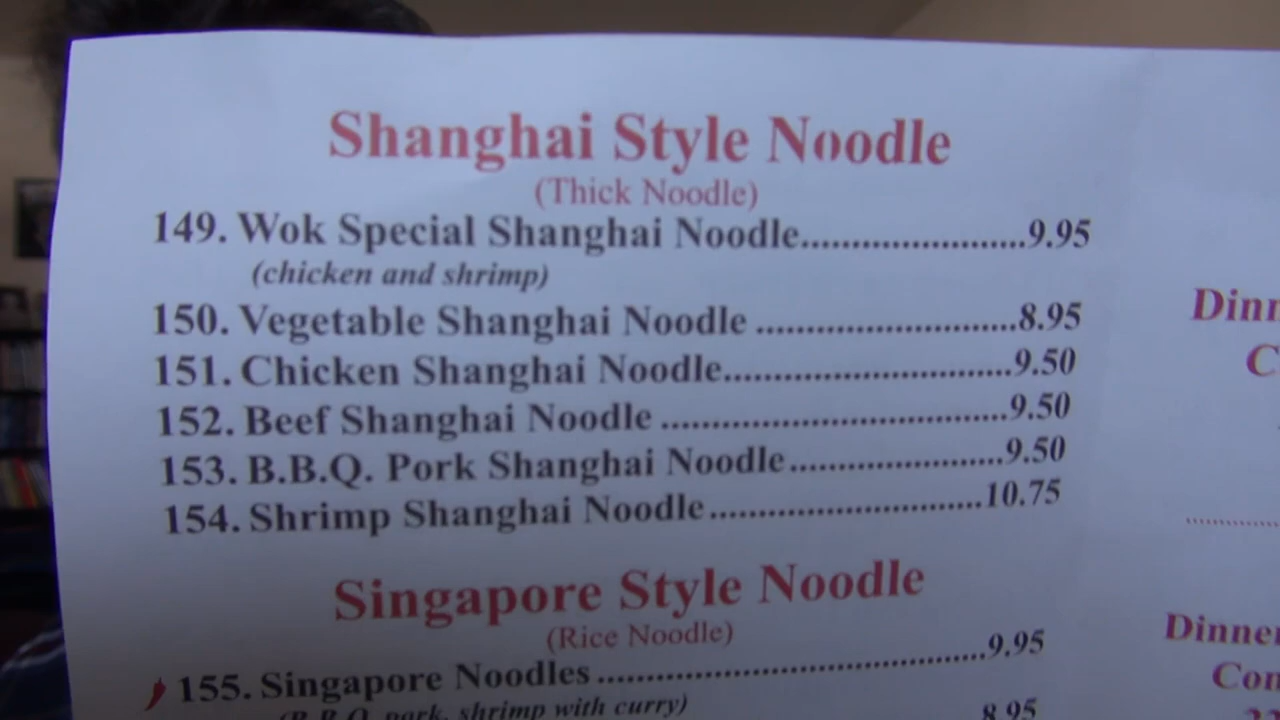 Shanghai Style Noodle
(Thick Noodle)
149. Wok Special Shanghai Noodle......................9.95
(chicken and shrimp)
150. Vegetable Shanghai Noodle .........................8.95
151. Chicken Shanghai Noodle............................9.50
152. Beef Shanghai Noodle ..................................9.50
153. B.B.Q. Pork Shanghai Noodle.....................9.50
154. Shrimp Shanghai Noodle...........................10.75
Singapore Style Noodle
(Rice Noodle)
155. Singapore Noodles ......................................9.95
(B.B.Q. pork, shrimp with curry)
8.95